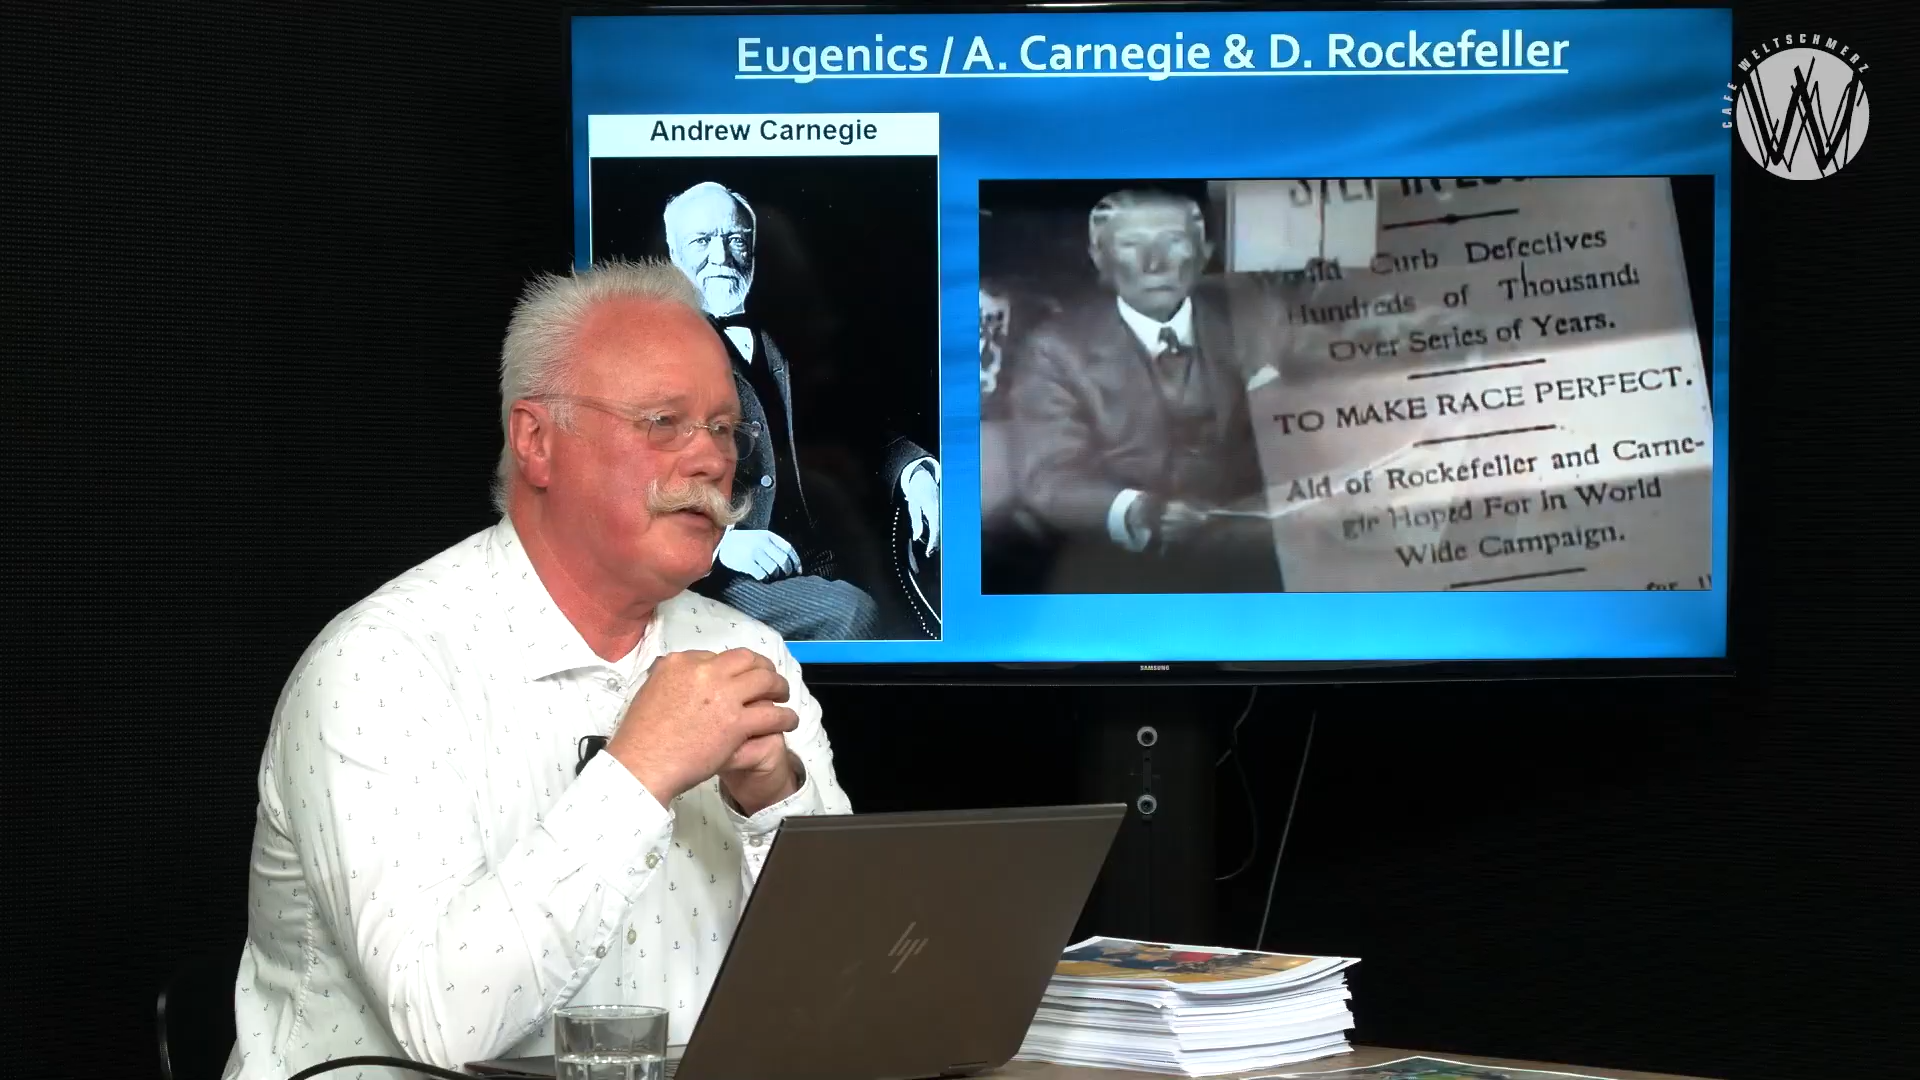 Eugenics / A. Carnegie & D. Rockefeller
CAFE WELTSCHMERZ
Andrew Carnegie
Curb Defectives
Hundreds of Thousands
Over Series of Years.
TO MAKE RACE PERFECT.
Aid of Rockefeller and Carne-
gie Hoped For In World
Wide Campaign.
SAMSUNG
hp